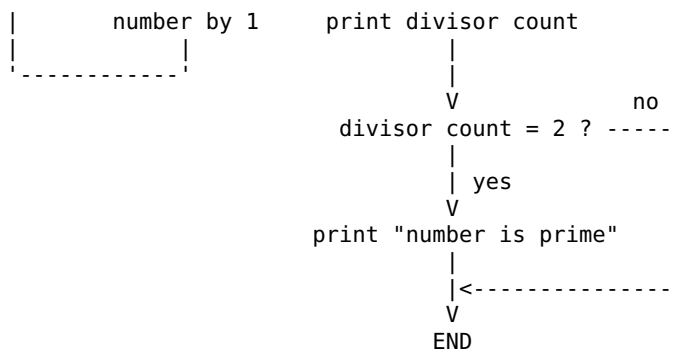 number by 1 print divisor count
no
divisor count = 2 ?
yes
print "number is prime"
END